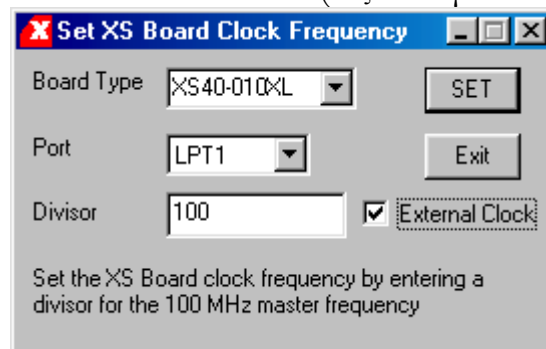 Set XS Board Clock Frequency
Board Type XS40-010XL SET
Port LPT1 Exit
Divisor 100 External Clock
Set the XS Board clock frequency by entering a
divisor for the 100 MHz master frequency